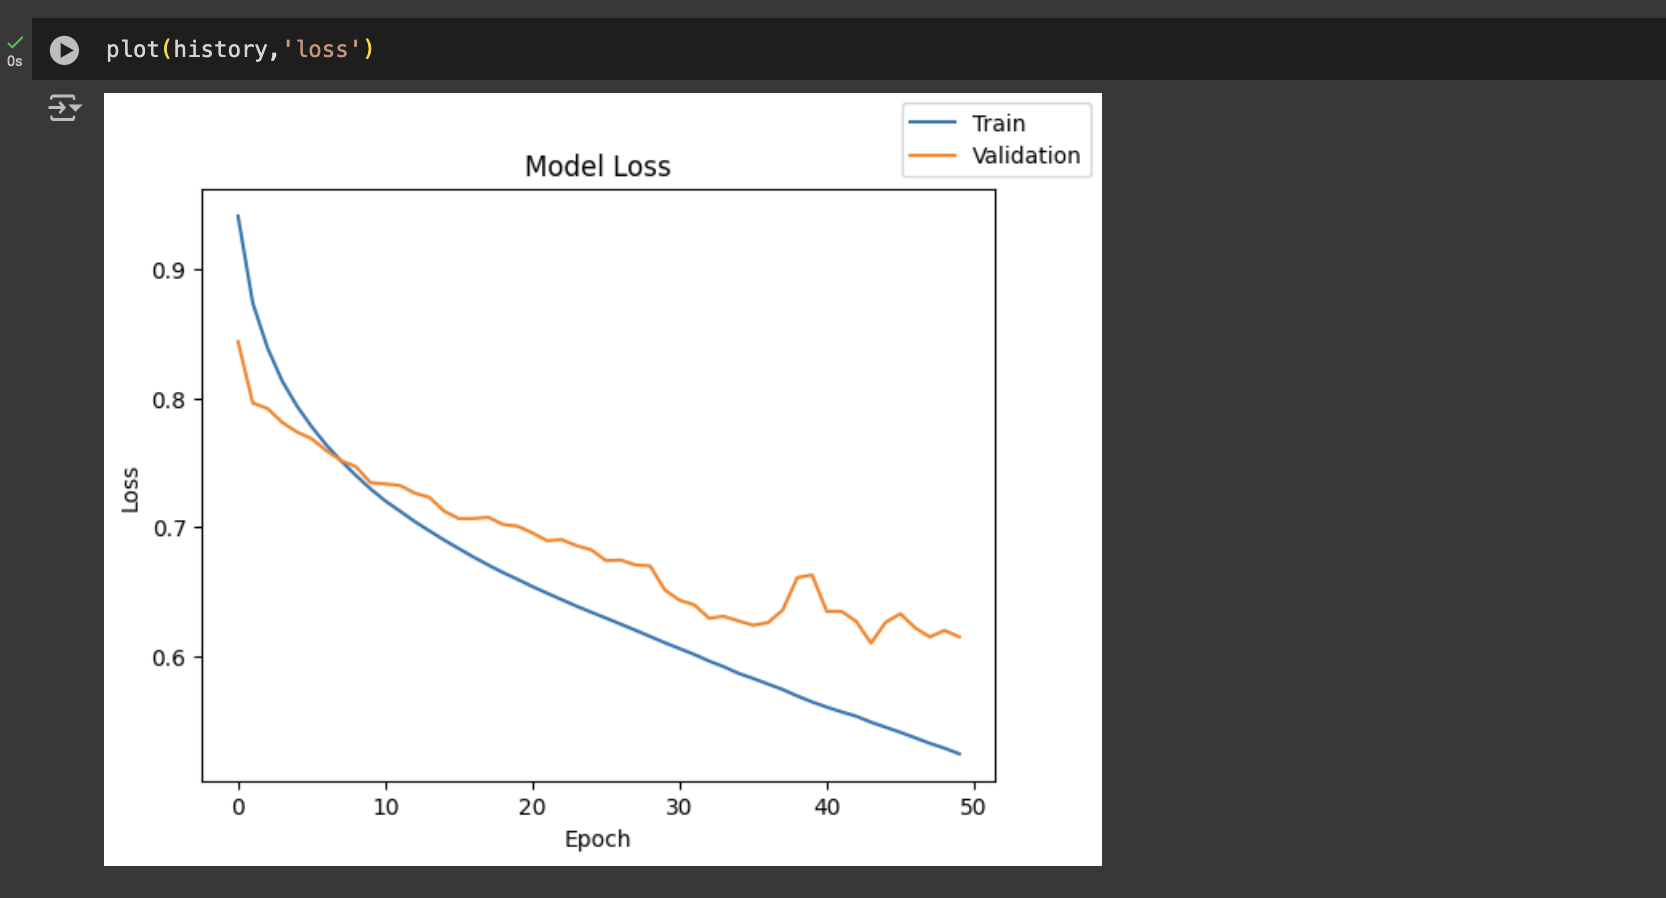 plot(history,'loss')
0s
Train
Validation
Model Loss
0.9
0.8
0.7
0.6
Loss
0 10 20 30 40 50
Epoch